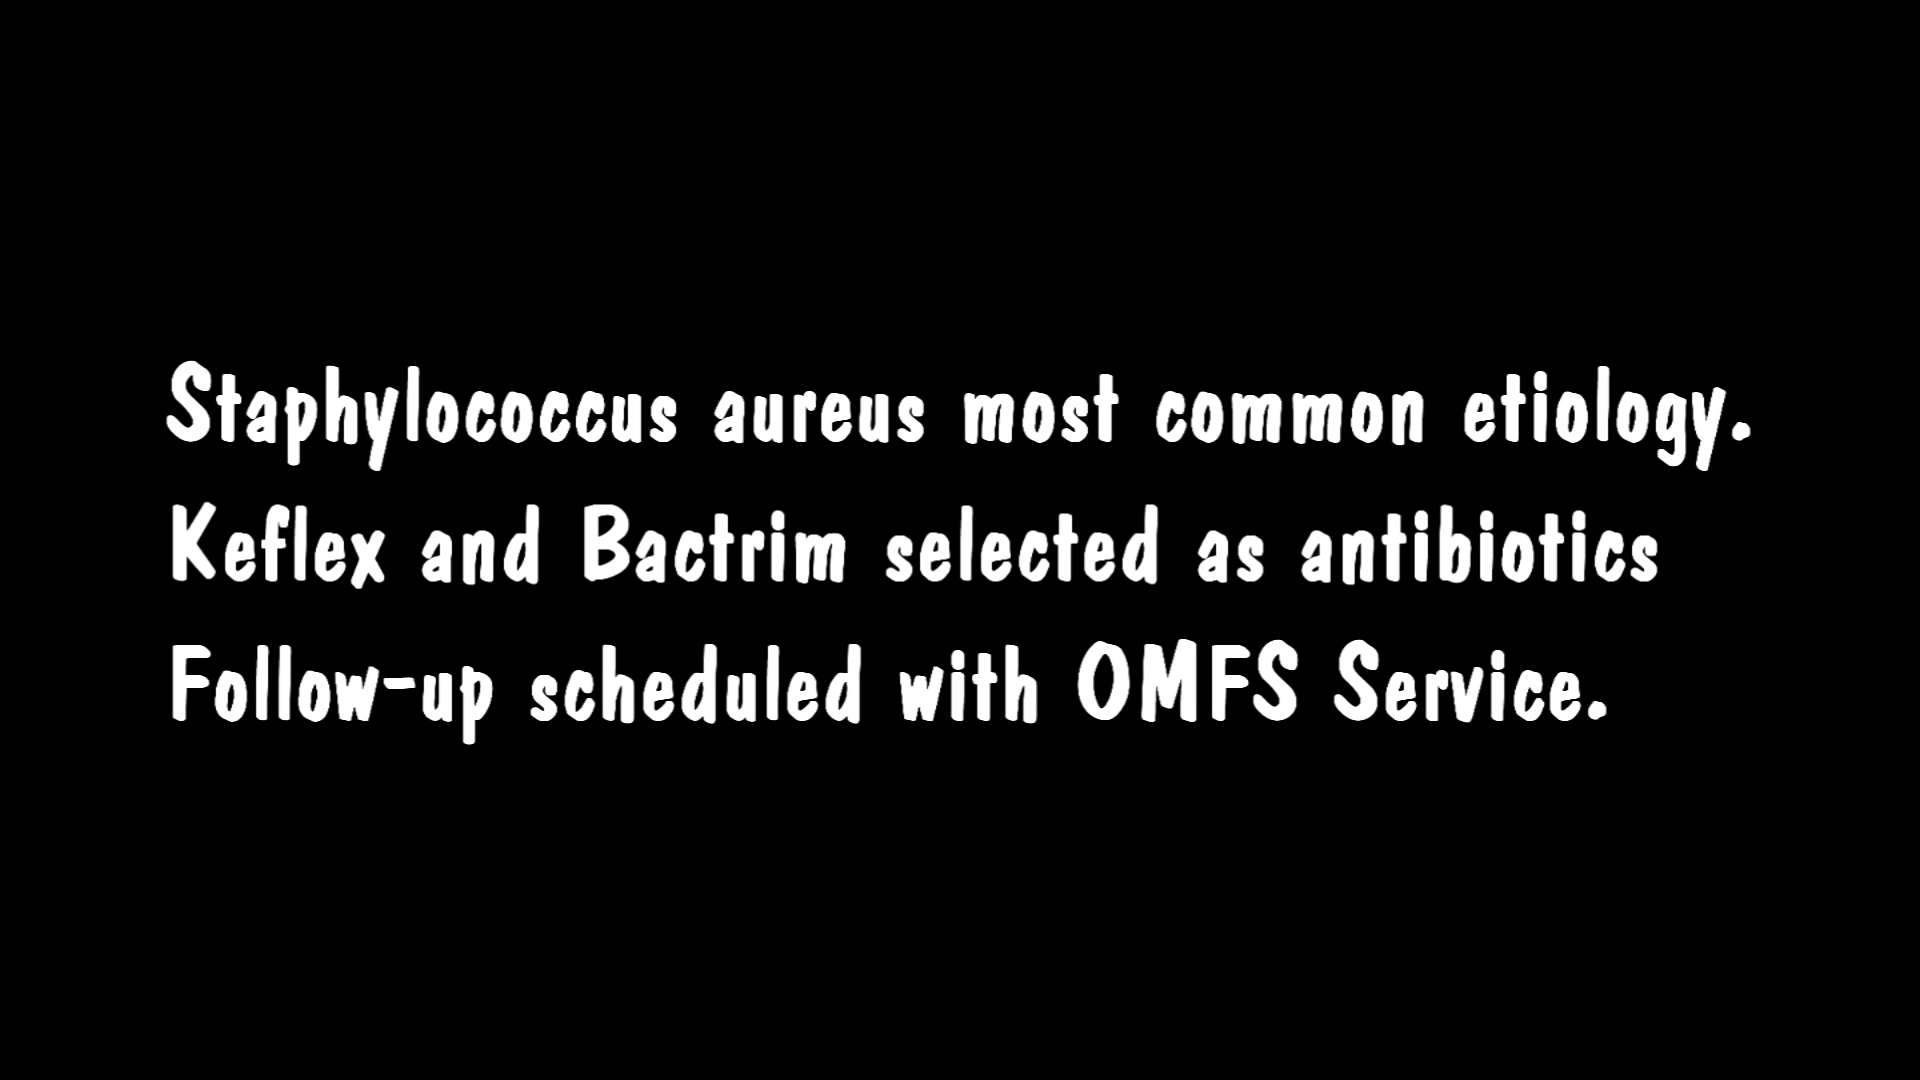 Staphylococcus aureus most common etiology.
Keflex and Bactrim selected as antibiotics
Follow-up scheduled with OMFS Service.